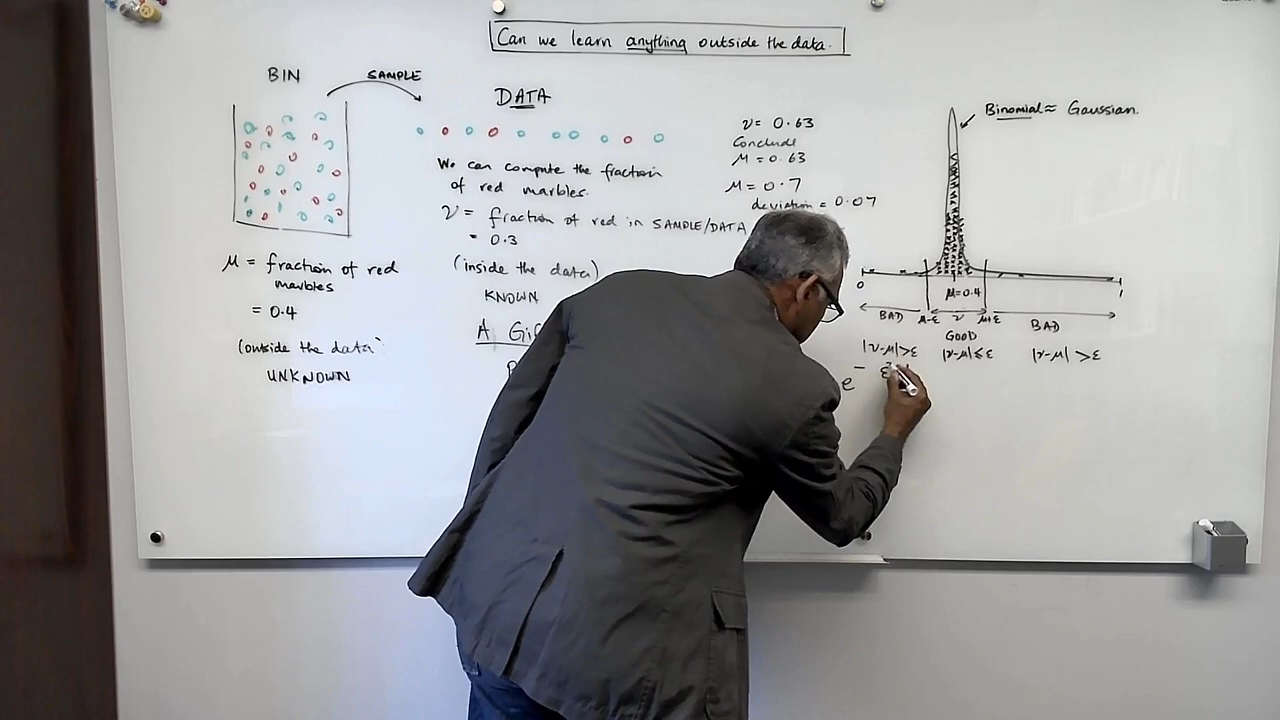 Can we learn anything outside the data.
BIN
SAMPLE
DATA
We can compute the fraction
of red marbles.
ν = fraction of red in SAMPLE/DATA
= 0.3
(inside the data)
KNOWN
A
μ = fraction of red
marbles
= 0.4
(outside the data)
UNKNOWN
ν = 0.63
Conclude
μ = 0.63
μ = 0.7
deviation = 0.07
Binomial ≈ Gaussian.
0
1
μ=0.4
BAD
μ-ε
ν
μ+ε
BAD
GOOD
|ν-μ|>ε
|ν-μ|≤ε
|ν-μ| >ε
e